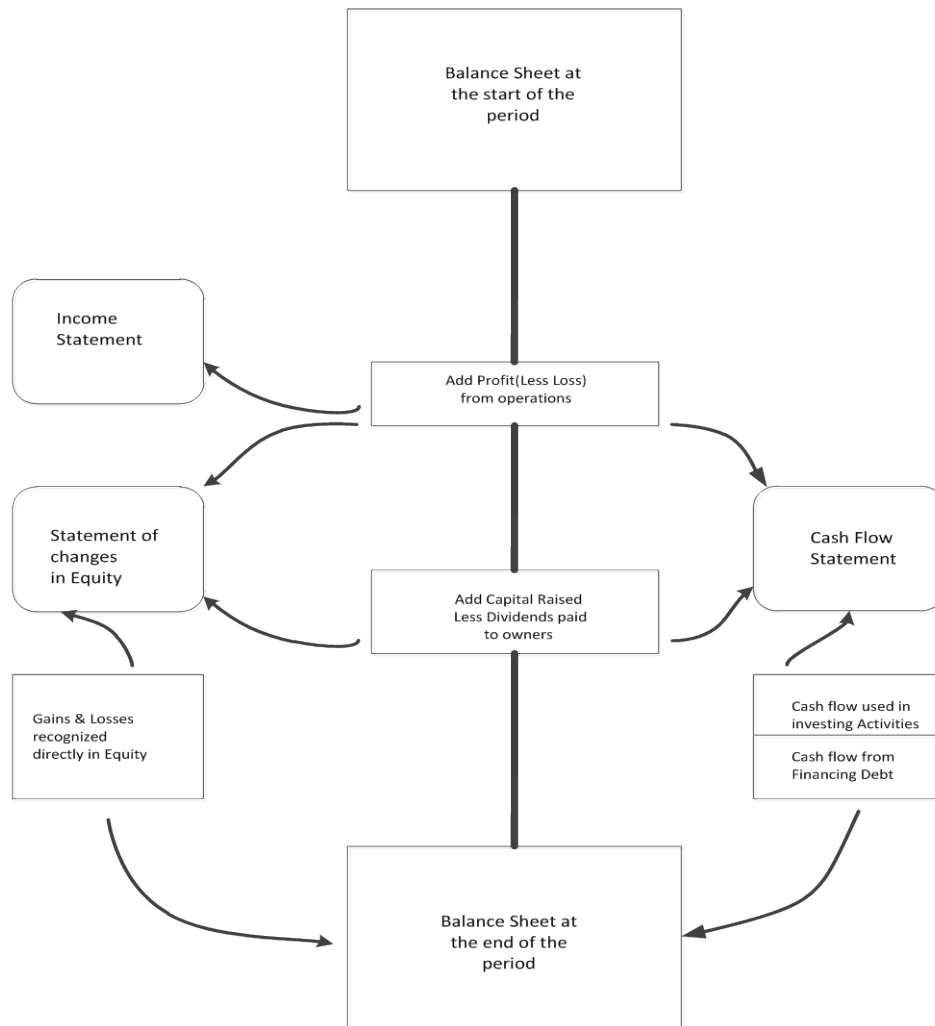 Balance Sheet at
the start of the
period
Income
Statement
Add Profit(Less Loss)
from operations
Statement of
changes
in Equity
Cash Flow
Statement
Add Capital Raised
Less Dividends paid
to owners
Gains & Losses
recognized
directly in Equity
Cash flow used in
investing Activities
Cash flow from
Financing Debt
Balance Sheet at
the end of the
period